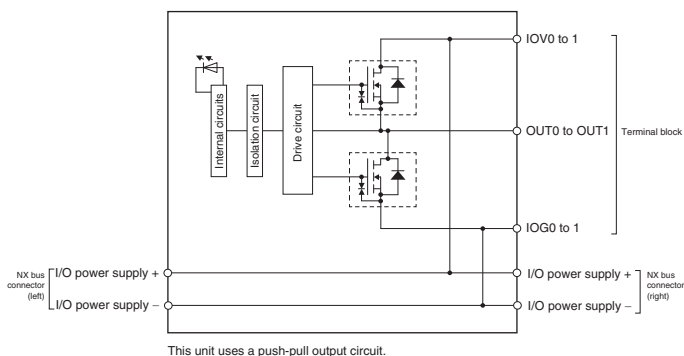 IOV0 to 1
Internal circuits
Isolation circuit
Drive circuit
OUT0 to OUT1
Terminal block
IOG0 to 1
NX bus
connector
(left)
I/O power supply +
I/O power supply –
I/O power supply +
I/O power supply –
NX bus
connector
(right)
This unit uses a push-pull output circuit.